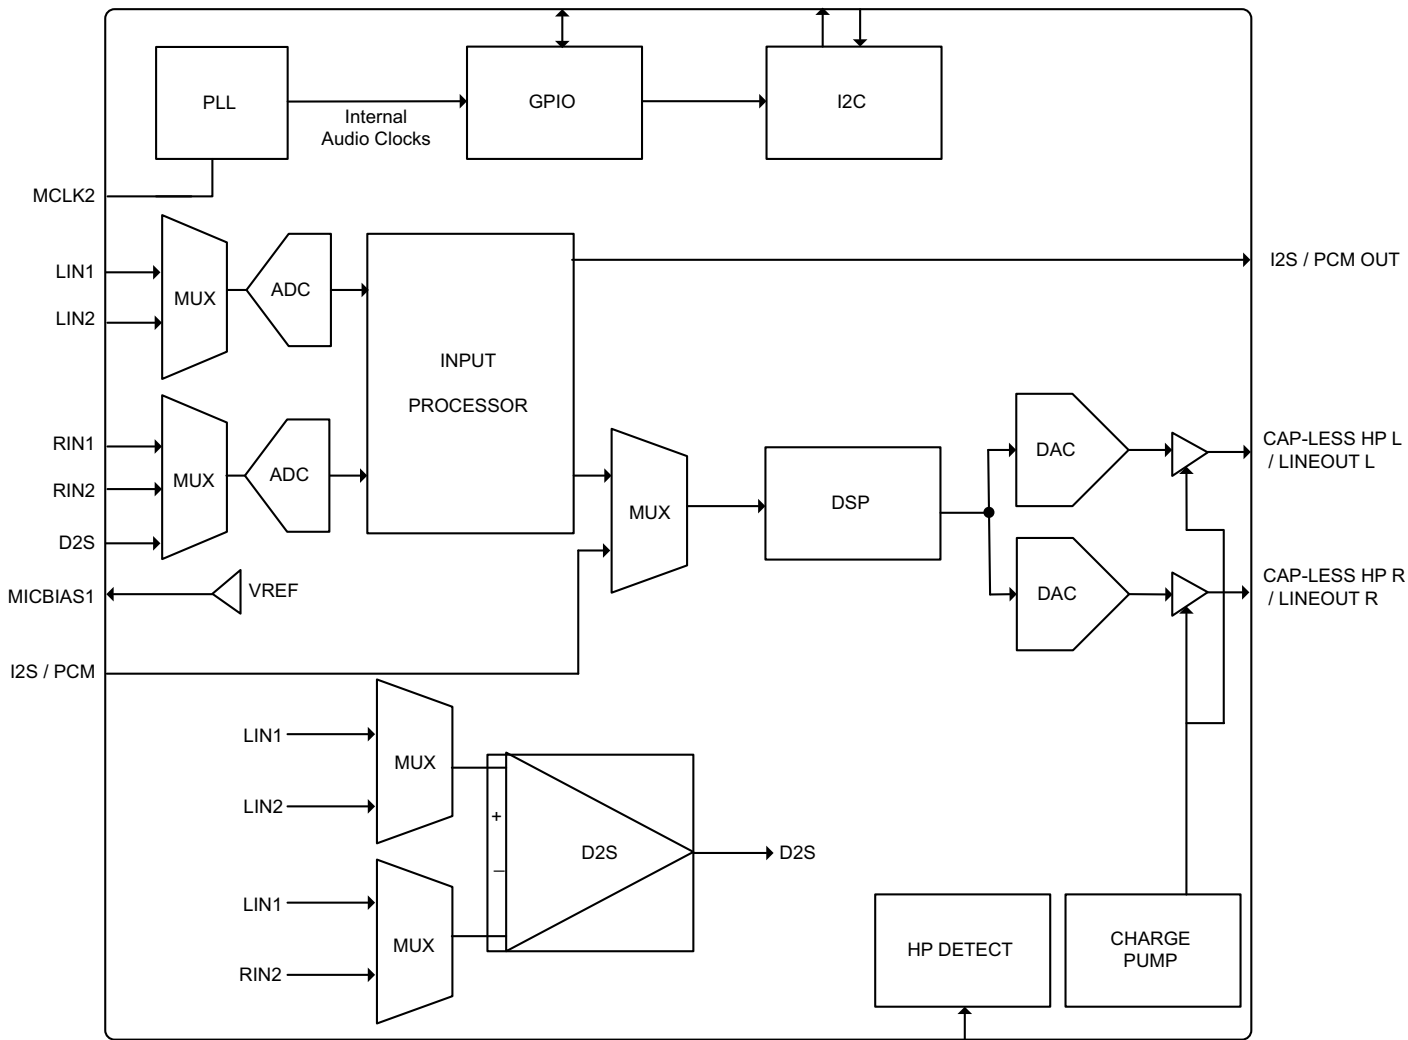 PLL
GPIO
I2C
Internal
Audio Clocks
MCLK2
LIN1
LIN2
MUX
ADC
INPUT
PROCESSOR
I2S / PCM OUT
RIN1
RIN2
D2S
MUX
ADC
MUX
DSP
DAC
CAP-LESS HP L
/ LINEOUT L
DAC
CAP-LESS HP R
/ LINEOUT R
MICBIAS1
VREF
I2S / PCM
LIN1
LIN2
MUX
+
–
D2S
D2S
LIN1
RIN2
MUX
HP DETECT
CHARGE
PUMP